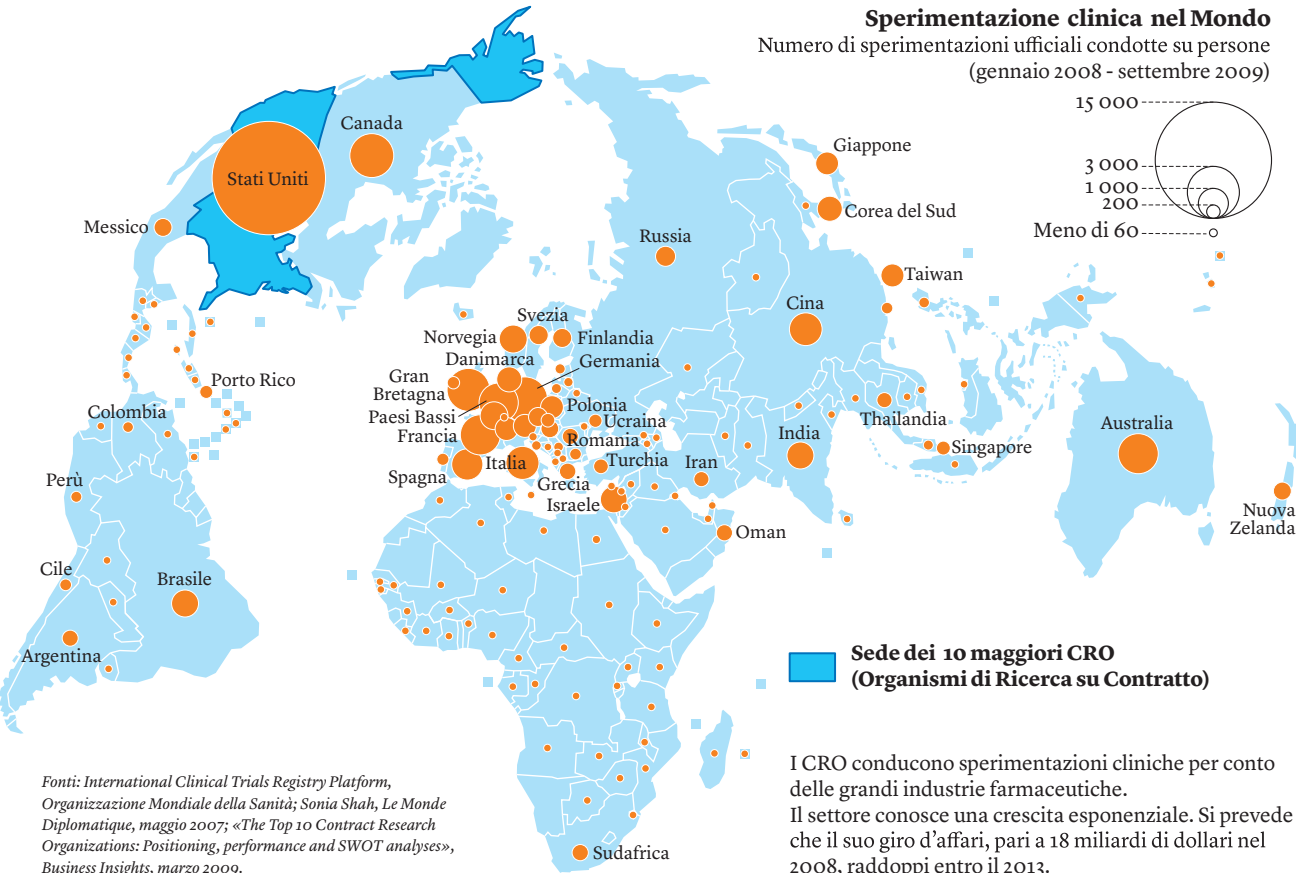 Sperimentazione clinica nel Mondo
Numero di sperimentazioni ufficiali condotte su persone
(gennaio 2008 - settembre 2009)
15 000
3 000
1 000
200
Meno di 60
Canada
Stati Uniti
Messico
Giappone
Corea del Sud
Russia
Taiwan
Cina
Svezia
Norvegia
Finlandia
Danimarca
Germania
Gran
Bretagna
Paesi Bassi
Francia
Polonia
Ucraina
Romania
Spagna
Italia
Turchia
Grecia
Israele
Iran
Oman
India
Thailandia
Singapore
Australia
Nuova
Zelanda
Porto Rico
Colombia
Perù
Cile
Brasile
Argentina
Sudafrica
Sede dei 10 maggiori CRO
(Organismi di Ricerca su Contratto)
I CRO conducono sperimentazioni cliniche per conto
delle grandi industrie farmaceutiche.
Il settore conosce una crescita esponenziale. Si prevede
che il suo giro d'affari, pari a 18 miliardi di dollari nel
2008, raddoppi entro il 2013.
Fonti: International Clinical Trials Registry Platform,
Organizzazione Mondiale della Sanità; Sonia Shah, Le Monde
Diplomatique, maggio 2007; «The Top 10 Contract Research
Organizations: Positioning, performance and SWOT analyses»,
Business Insights, marzo 2009.